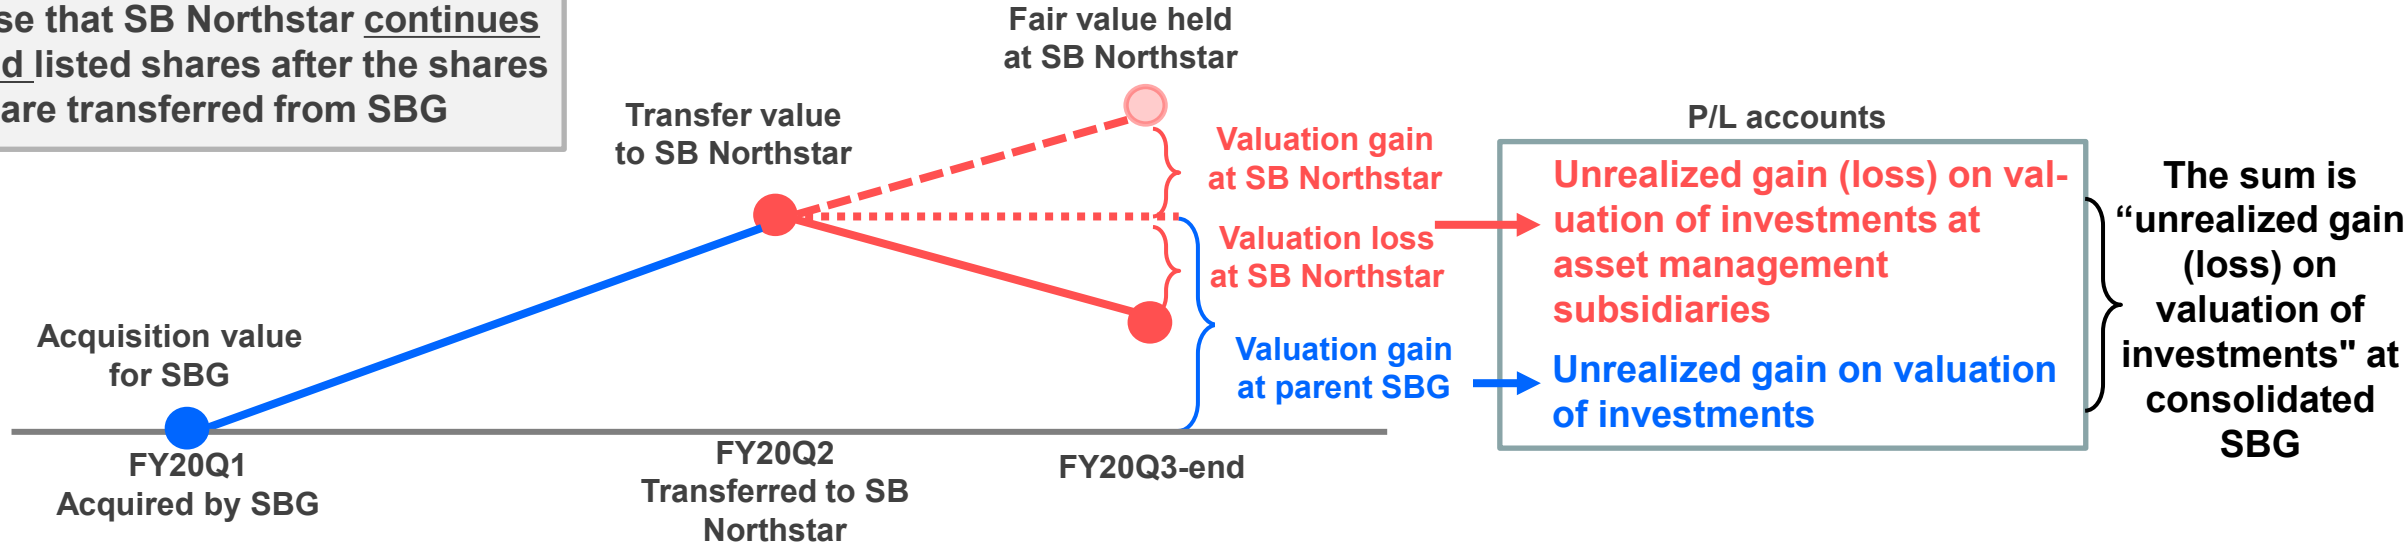 se that SB Northstar continues
d listed shares after the shares
are transferred from SBG
Fair value held
at SB Northstar
Transfer value
to SB Northstar
Valuation gain
at SB Northstar
Valuation loss
at SB Northstar
Valuation gain
at parent SBG
Acquisition value
for SBG
FY20Q1
Acquired by SBG
FY20Q2
Transferred to SB
Northstar
FY20Q3-end
P/L accounts
Unrealized gain (loss) on val-
uation of investments at
asset management
subsidiaries
Unrealized gain on valuation
of investments
The sum is
“unrealized gain
(loss) on
valuation of
investments" at
consolidated
SBG